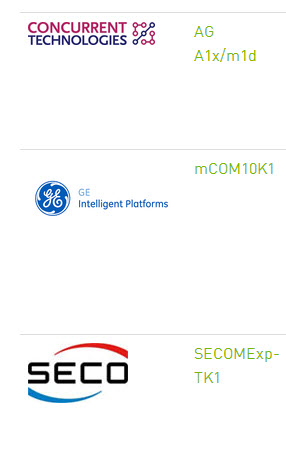 CONCURRENT
TECHNOLOGIES
AG
A1x/m1d
mCOM10K1
GE
Intelligent Platforms
SECO
SECOMExp-
TK1